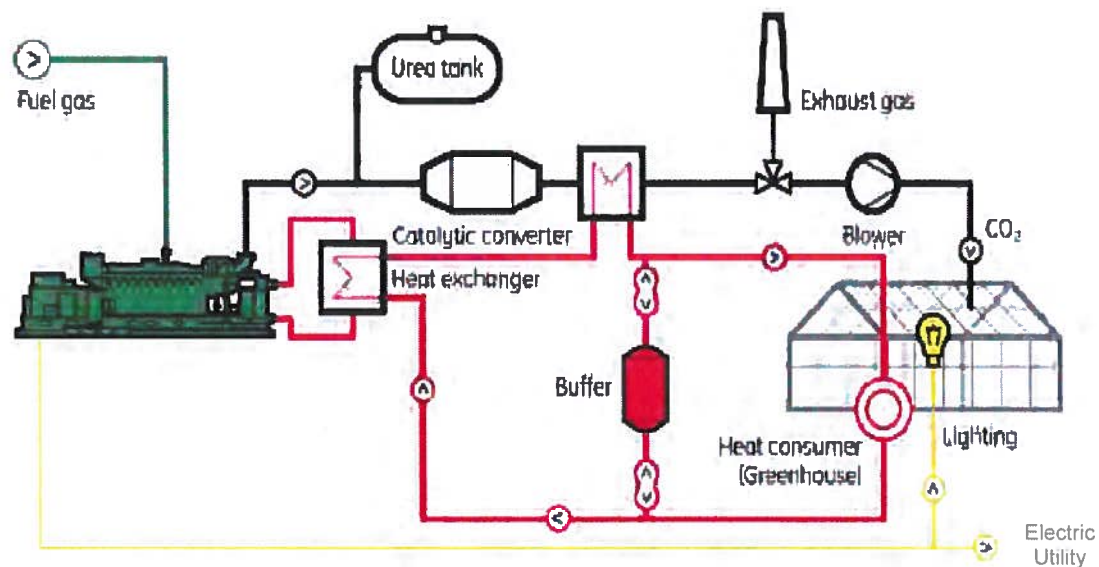 Urea tank
Fuel gas
Exhaust gas
Catalytic converter
Blower
CO₂
Heat exchanger
Buffer
Heat consumer
(Greenhouse)
Lighting
Electric
Utility